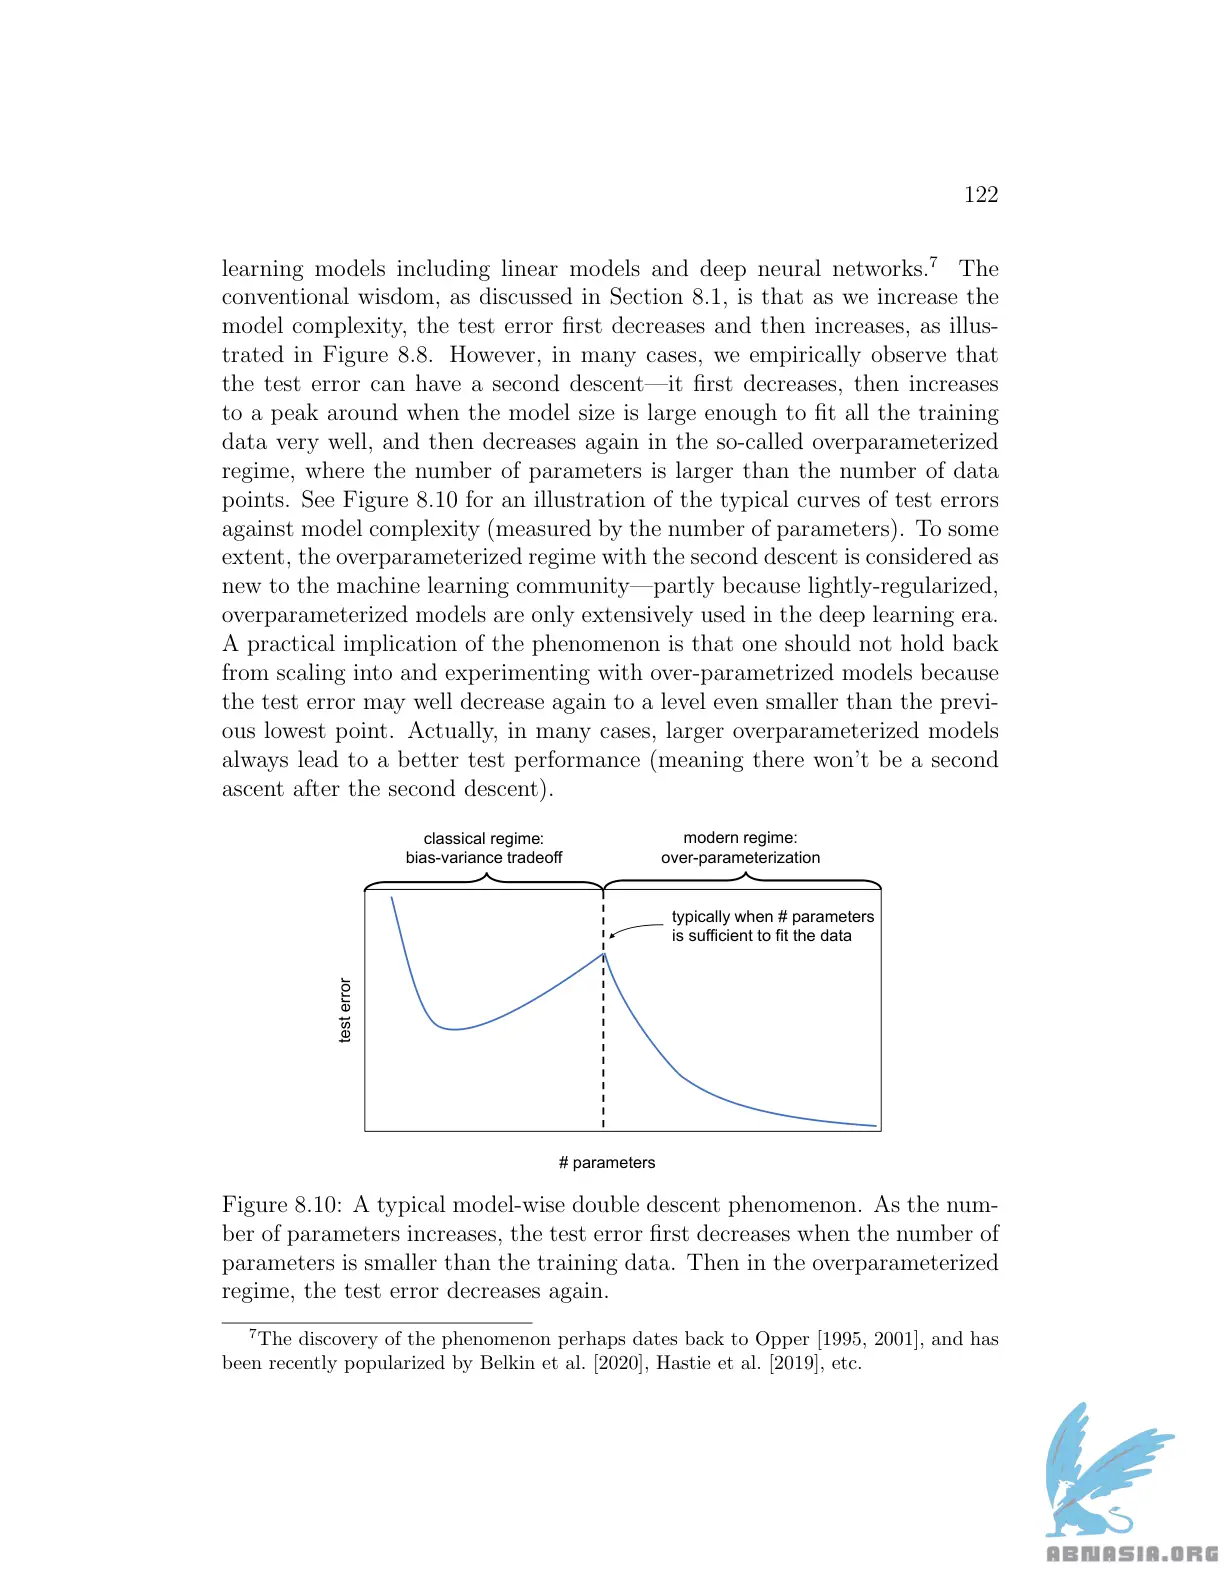 122
learning models including linear models and deep neural networks.⁷ The
conventional wisdom, as discussed in Section 8.1, is that as we increase the
model complexity, the test error first decreases and then increases, as illus-
trated in Figure 8.8. However, in many cases, we empirically observe that
the test error can have a second descent—it first decreases, then increases
to a peak around when the model size is large enough to fit all the training
data very well, and then decreases again in the so-called overparameterized
regime, where the number of parameters is larger than the number of data
points. See Figure 8.10 for an illustration of the typical curves of test errors
against model complexity (measured by the number of parameters). To some
extent, the overparameterized regime with the second descent is considered as
new to the machine learning community—partly because lightly-regularized,
overparameterized models are only extensively used in the deep learning era.
A practical implication of the phenomenon is that one should not hold back
from scaling into and experimenting with over-parametrized models because
the test error may well decrease again to a level even smaller than the previ-
ous lowest point. Actually, in many cases, larger overparameterized models
always lead to a better test performance (meaning there won't be a second
ascent after the second descent).
classical regime:
bias-variance tradeoff
modern regime:
over-parameterization
typically when # parameters
is sufficient to fit the data
test error
# parameters
Figure 8.10: A typical model-wise double descent phenomenon. As the num-
ber of parameters increases, the test error first decreases when the number of
parameters is smaller than the training data. Then in the overparameterized
regime, the test error decreases again.
⁷The discovery of the phenomenon perhaps dates back to Opper [1995, 2001], and has
been recently popularized by Belkin et al. [2020], Hastie et al. [2019], etc.
ABNASIA.ORG